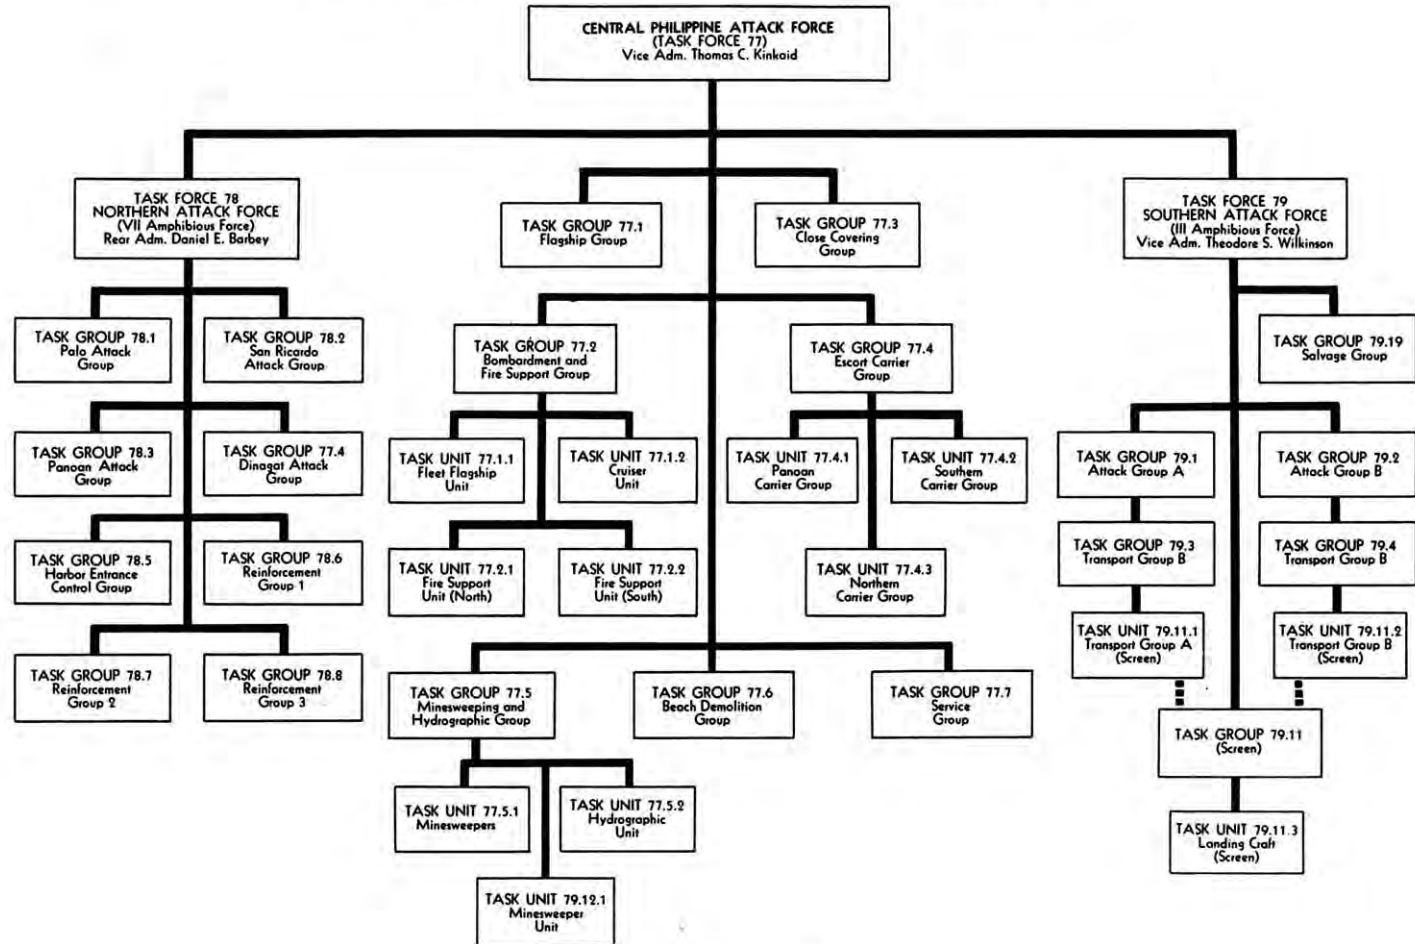 CENTRAL PHILIPPINE ATTACK FORCE
(TASK FORCE 77)
Vice Adm. Thomas C. Kinkaid
TASK FORCE 78
NORTHERN ATTACK FORCE
(VII Amphibious Force)
Rear Adm. Daniel E. Barbey
TASK GROUP 77.1
Flagship Group
TASK GROUP 77.3
Close Covering
Group
TASK FORCE 79
SOUTHERN ATTACK FORCE
(III Amphibious Force)
Vice Adm. Theodore S. Wilkinson
TASK GROUP 78.1
Palo Attack
Group
TASK GROUP 78.2
San Ricardo
Attack Group
TASK GROUP 77.2
Bombardment and
Fire Support Group
TASK GROUP 77.4
Escort Carrier
Group
TASK GROUP 79.19
Salvage Group
TASK GROUP 78.3
Panoan Attack
Group
TASK GROUP 77.4
Dinagat Attack
Group
TASK UNIT 77.1.1
Fleet Flagship
Unit
TASK UNIT 77.1.2
Cruiser
Unit
TASK UNIT 77.4.1
Panoan
Carrier Group
TASK UNIT 77.4.2
Southern
Carrier Group
TASK GROUP 79.1
Attack Group A
TASK GROUP 79.2
Attack Group B
TASK GROUP 78.5
Harbor Entrance
Control Group
TASK GROUP 78.6
Reinforcement
Group 1
TASK UNIT 77.2.1
Fire Support
Unit (North)
TASK UNIT 77.2.2
Fire Support
Unit (South)
TASK UNIT 77.4.3
Northern
Carrier Group
TASK GROUP 79.3
Transport Group B
TASK GROUP 79.4
Transport Group B
TASK GROUP 78.7
Reinforcement
Group 2
TASK GROUP 78.8
Reinforcement
Group 3
TASK UNIT 79.11.1
Transport Group A
(Screen)
TASK UNIT 79.11.2
Transport Group B
(Screen)
TASK GROUP 77.5
Minesweeping and
Hydrographic Group
TASK GROUP 77.6
Beach Demolition
Group
TASK GROUP 77.7
Service
Group
TASK GROUP 79.11
(Screen)
TASK UNIT 77.5.1
Minesweepers
TASK UNIT 77.5.2
Hydrographic
Unit
TASK UNIT 79.11.3
Landing Craft
(Screen)
TASK UNIT 79.12.1
Minesweeper
Unit